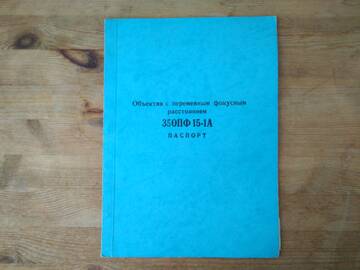 Объектив с переменным фокусным
расстоянием
35ОПФ 15-1А
ПАСПОРТ